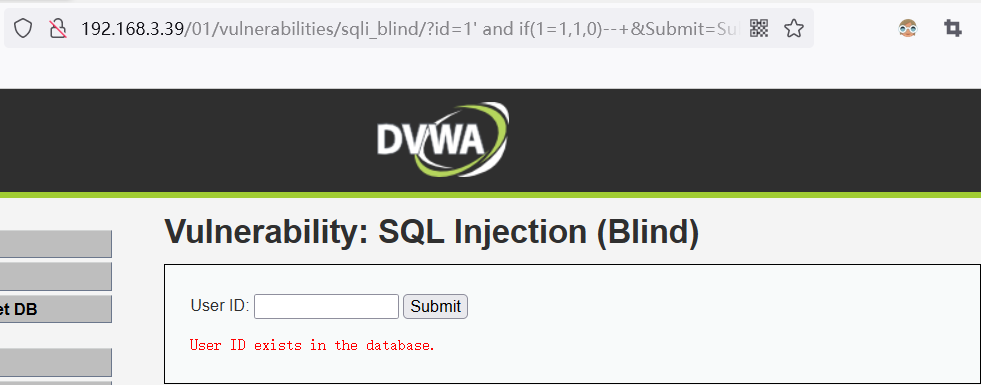 192.168.3.39/01/vulnerabilities/sqli_blind/?id=1' and if(1=1,1,0)--+&Submit=Su
DVWA
Vulnerability: SQL Injection (Blind)
et DB
User ID: Submit
User ID exists in the database.